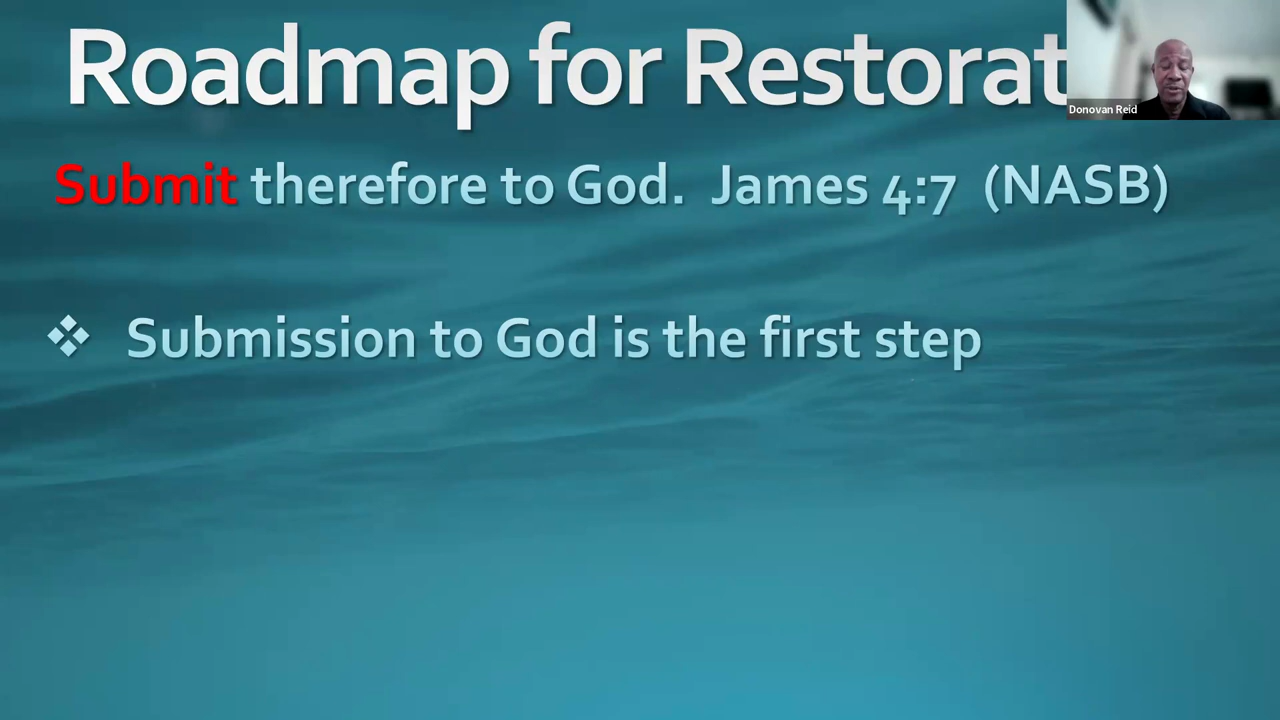 Roadmap for Restorat
Donovan Reid
Submit therefore to God. James 4:7 (NASB)
❖ Submission to God is the first step